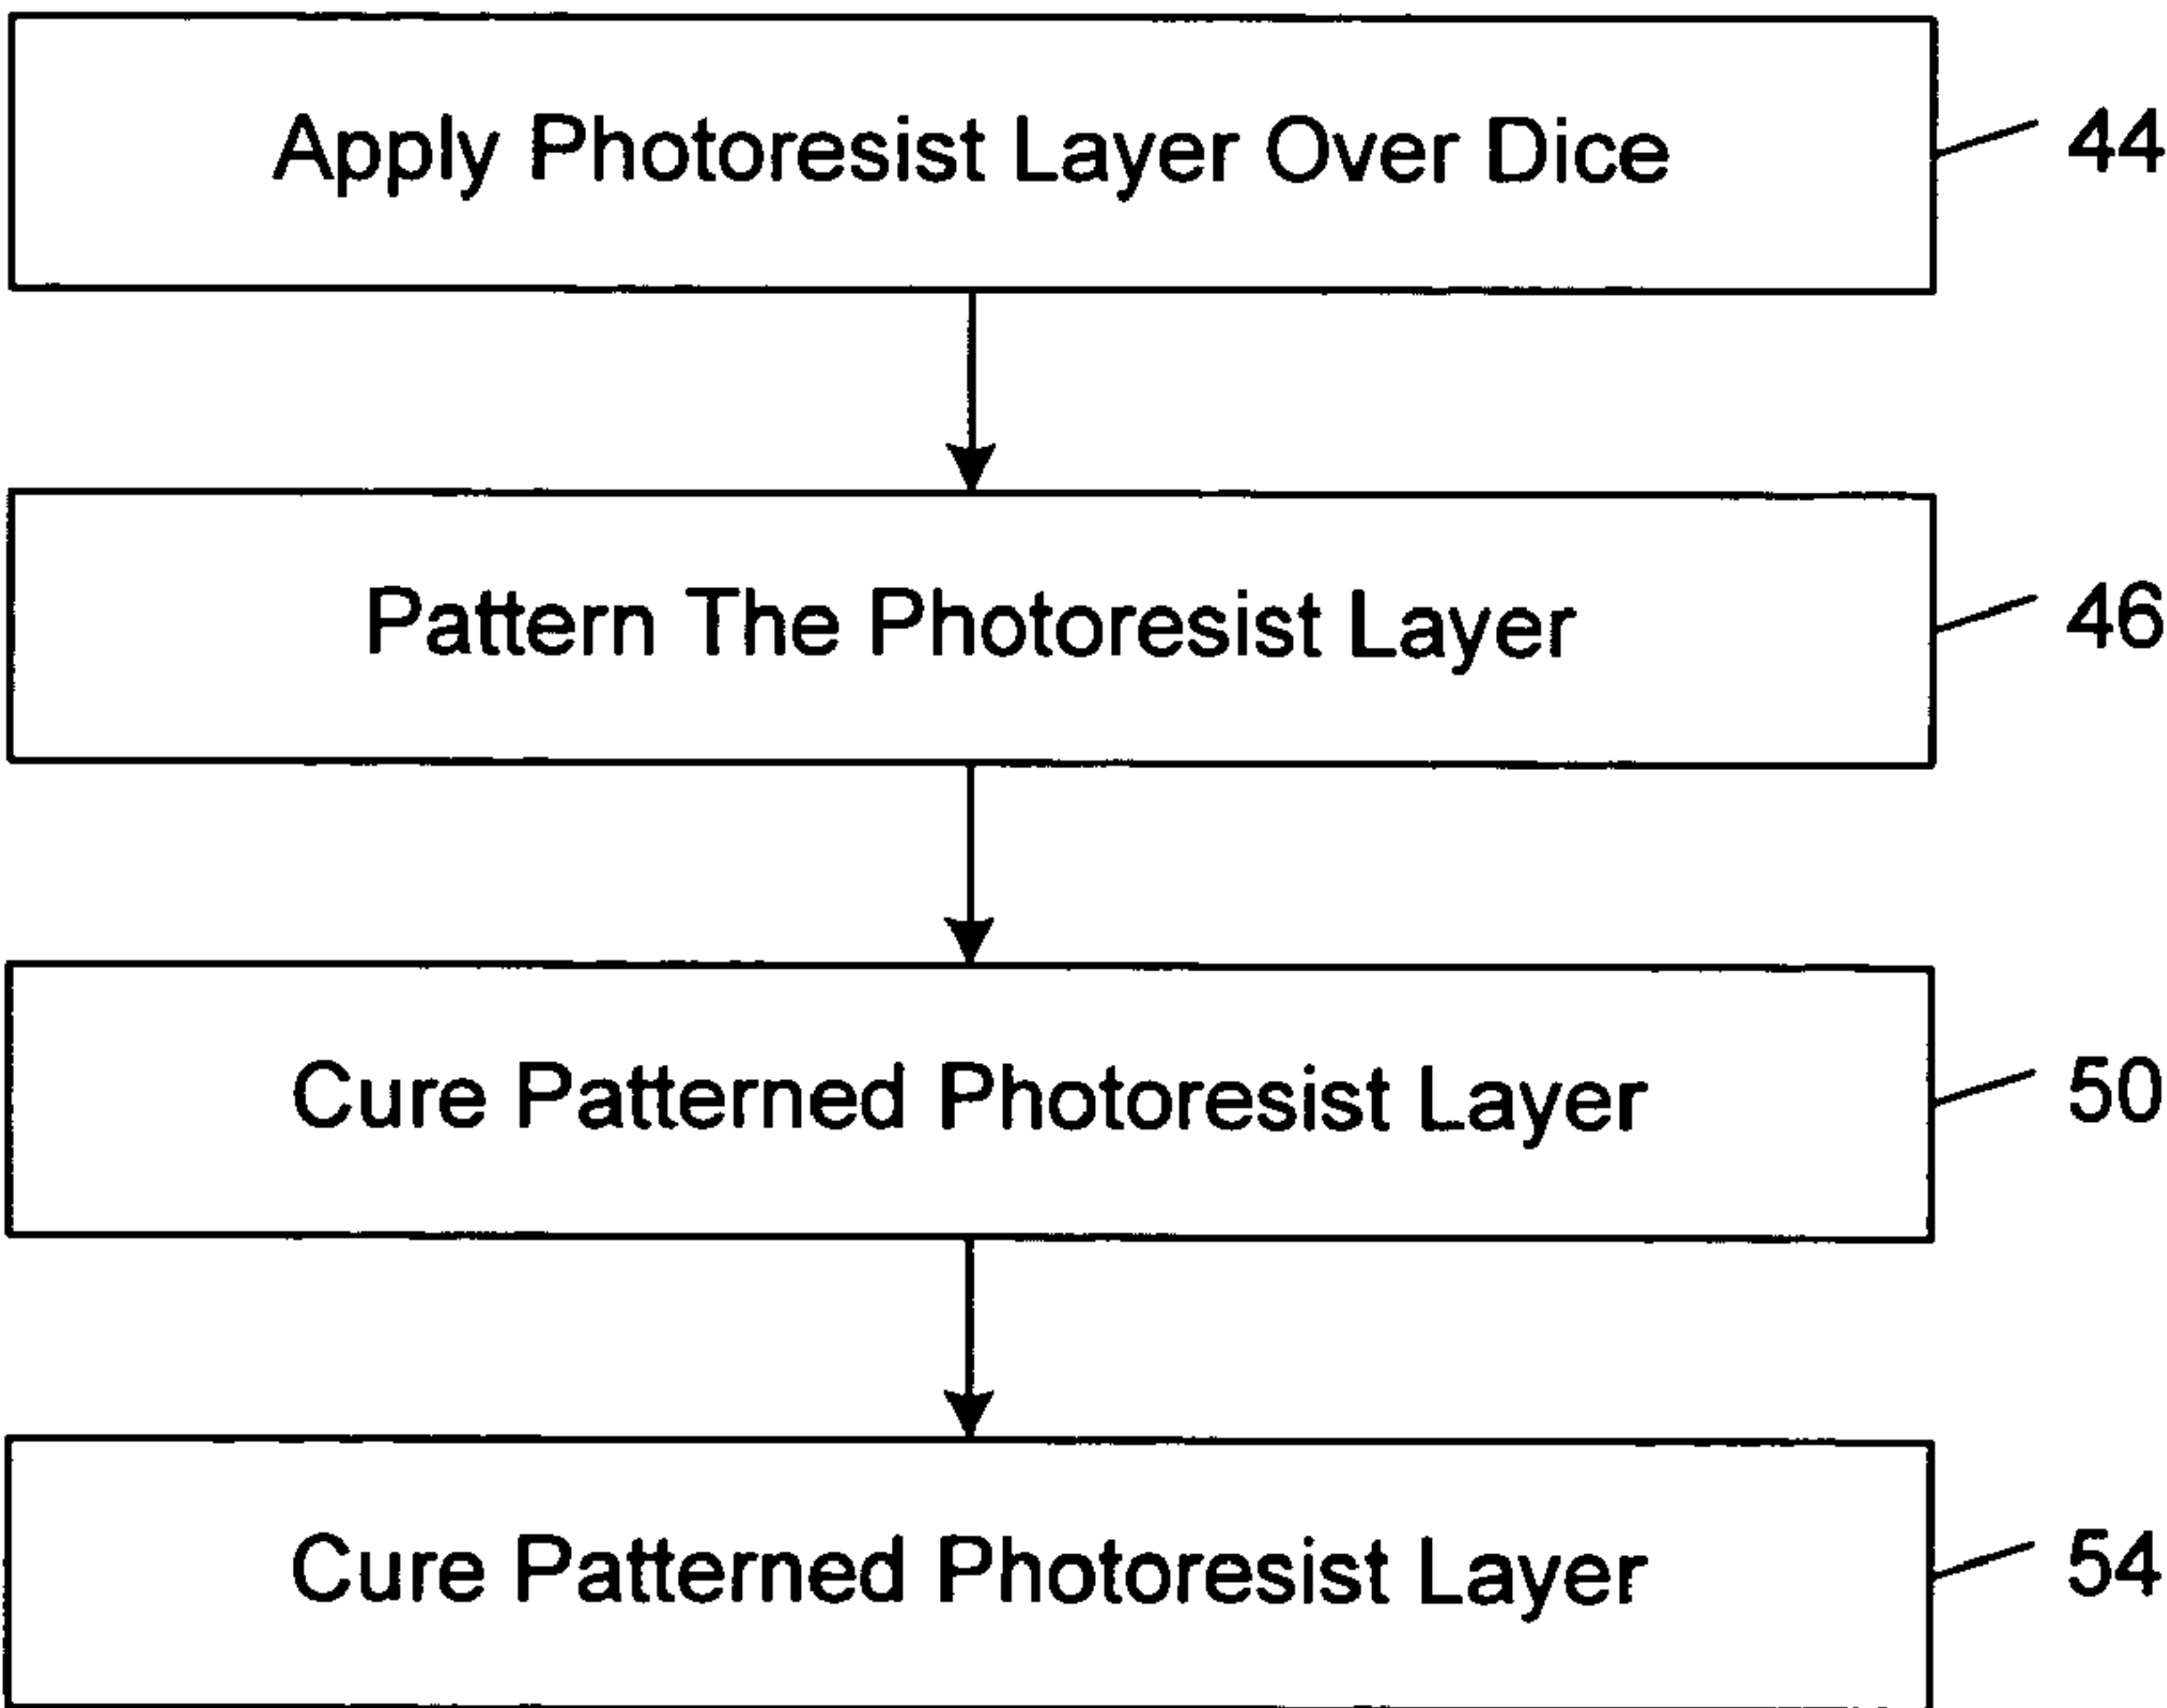 Apply Photoresist Layer Over Dice 44
Pattern The Photoresist Layer 46
Cure Patterned Photoresist Layer 50
Cure Patterned Photoresist Layer 54